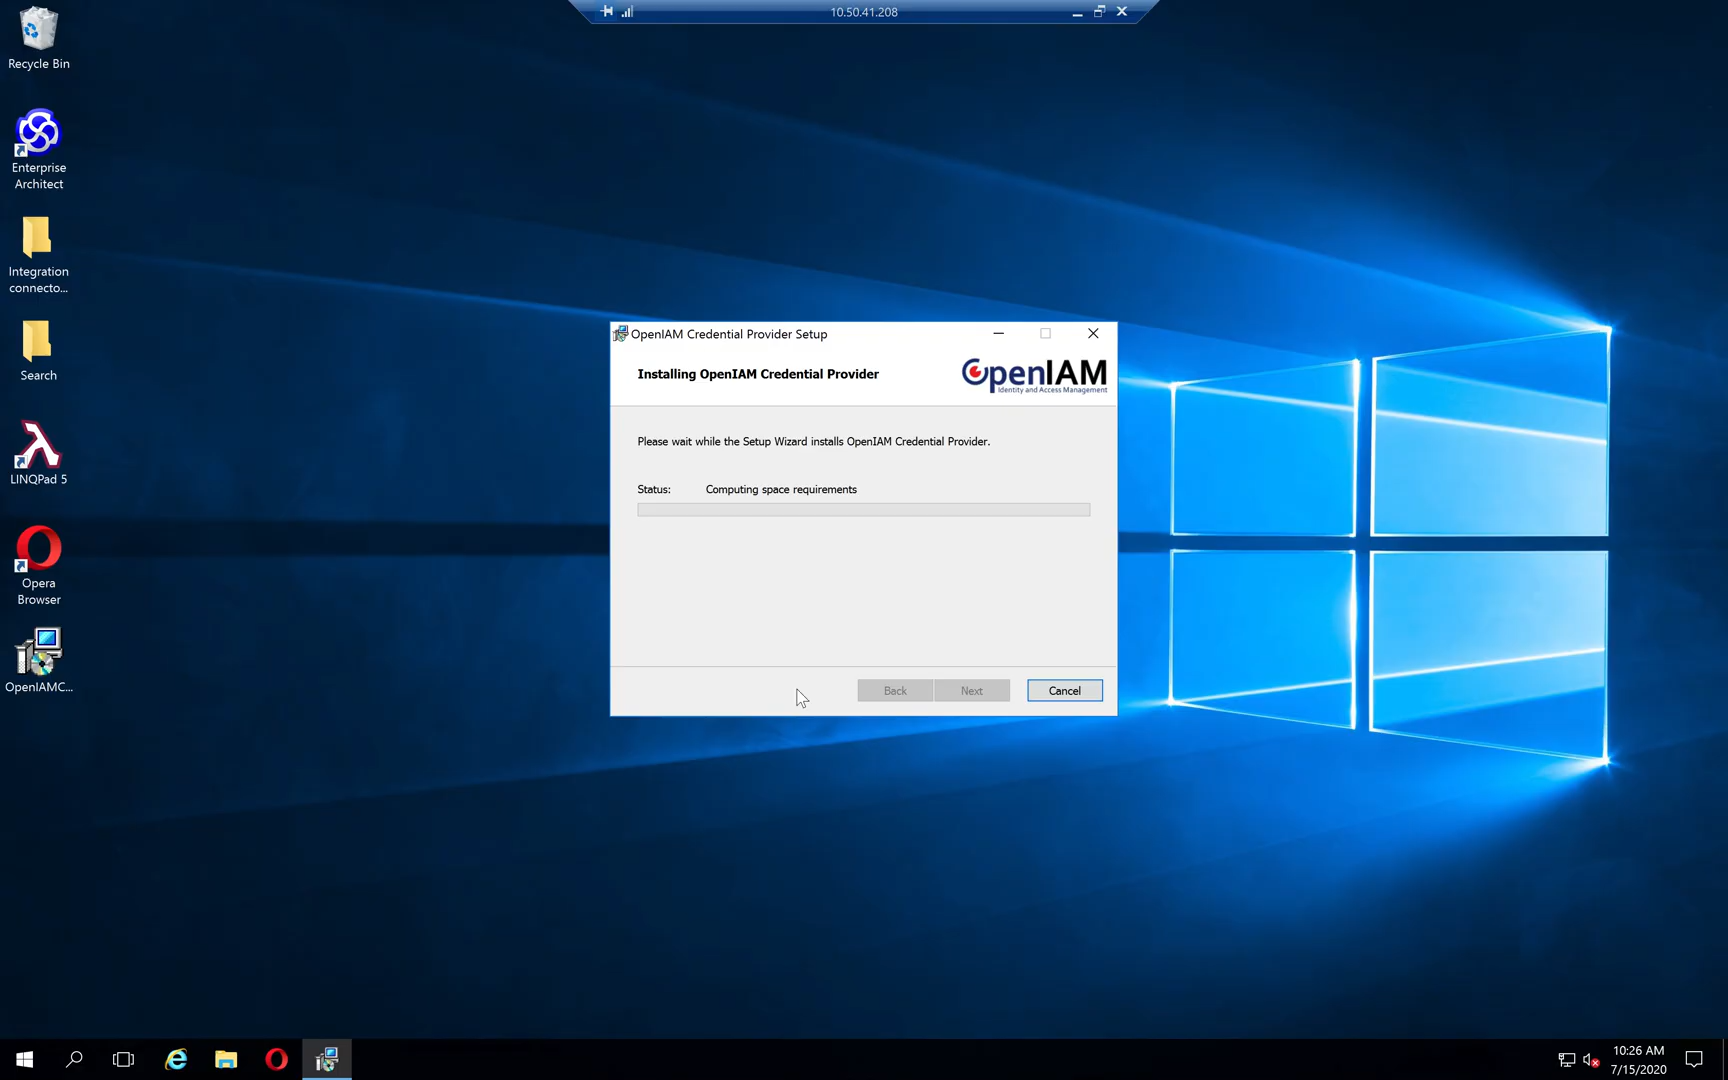 10.50.41.208
Recycle Bin
Enterprise
Architect
Integration
connecto...
Search
LINQPad 5
Opera
Browser
OpenIAMC...
OpenIAM Credential Provider Setup
Installing OpenIAM Credential Provider
OpenIAM
Identity and Access Management
Please wait while the Setup Wizard installs OpenIAM Credential Provider.
Status: Computing space requirements
Back
Next
Cancel
10:26 AM
7/15/2020